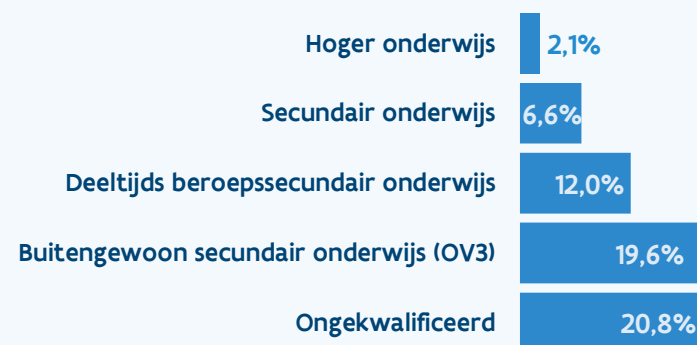 Hoger onderwijs 2,1%
Secundair onderwijs 6,6%
Deeltijds beroepssecundair onderwijs 12,0%
Buitengewoon secundair onderwijs (OV3) 19,6%
Ongekwalificeerd 20,8%